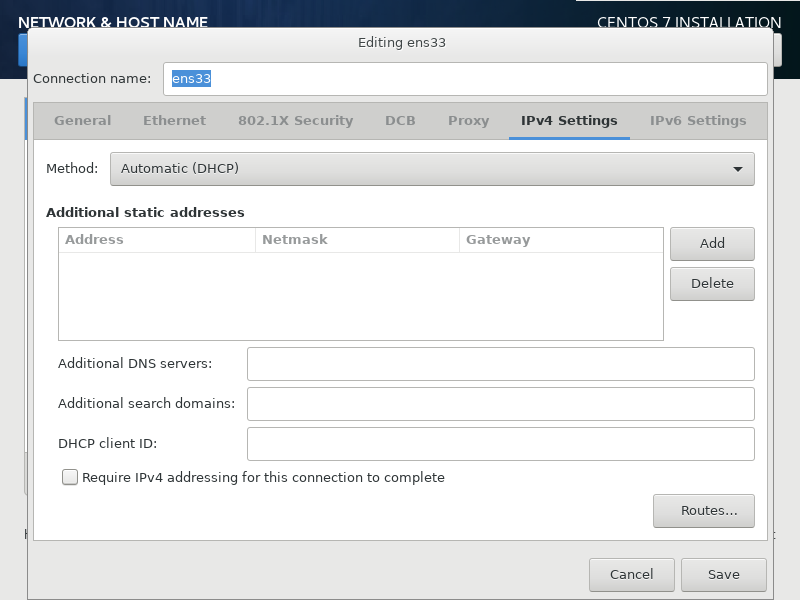 NETWORK & HOST NAME
CENTOS 7 INSTALLATION
Editing ens33
Connection name: ens33
General Ethernet 802.1X Security DCB Proxy IPv4 Settings IPv6 Settings
Method: Automatic (DHCP)
Additional static addresses
Address Netmask Gateway
Add
Delete
Additional DNS servers:
Additional search domains:
DHCP client ID:
Require IPv4 addressing for this connection to complete
Routes...
Cancel Save